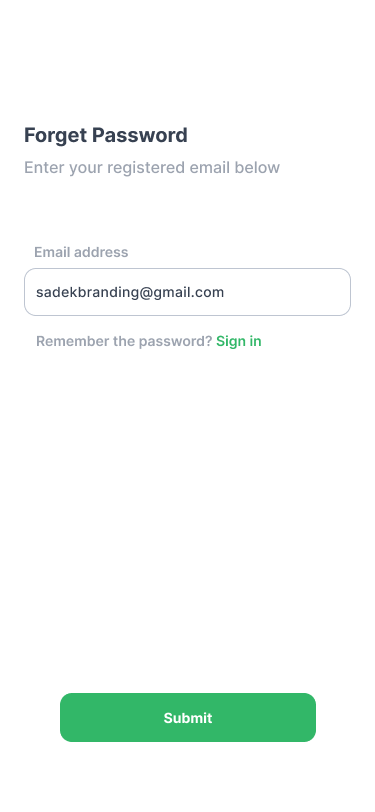 Forget Password
Enter your registered email below
Email address
sadekbranding@gmail.com
Remember the password? Sign in
Submit